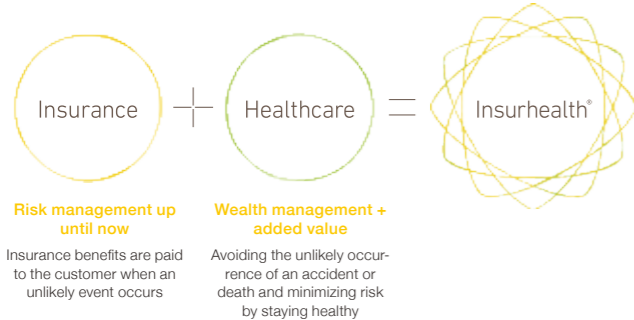 Insurance + Healthcare = Insurhealth®
Risk management up
until now
Insurance benefits are paid
to the customer when an
unlikely event occurs
Wealth management +
added value
Avoiding the unlikely occur-
rence of an accident or
death and minimizing risk
by staying healthy